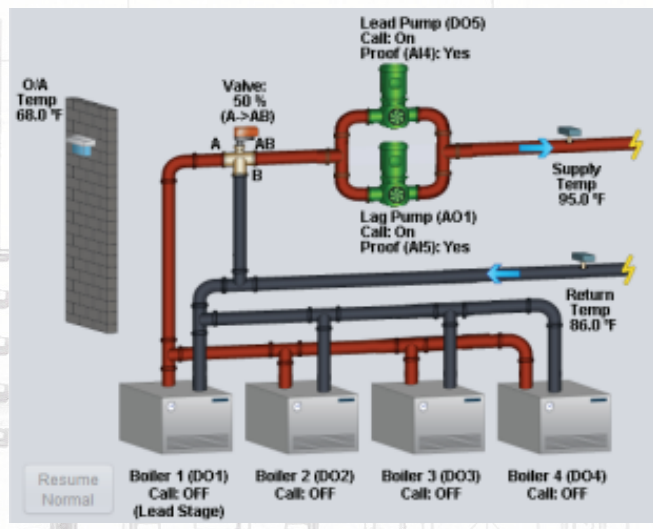 Lead Pump (DO5)
Call: On
Proof (AI4): Yes
O/A
Temp
68.0 °F
Valve:
50 %
(A->AB)
A
AB
B
Supply
Temp
95.0 °F
Lag Pump (AO1)
Call: On
Proof (AI5): Yes
Return
Temp
86.0 °F
Resume
Normal
Boiler 1 (DO1)
Call: OFF
(Lead Stage)
Boiler 2 (DO2)
Call: OFF
Boiler 3 (DO3)
Call: OFF
Boiler 4 (DO4)
Call: OFF